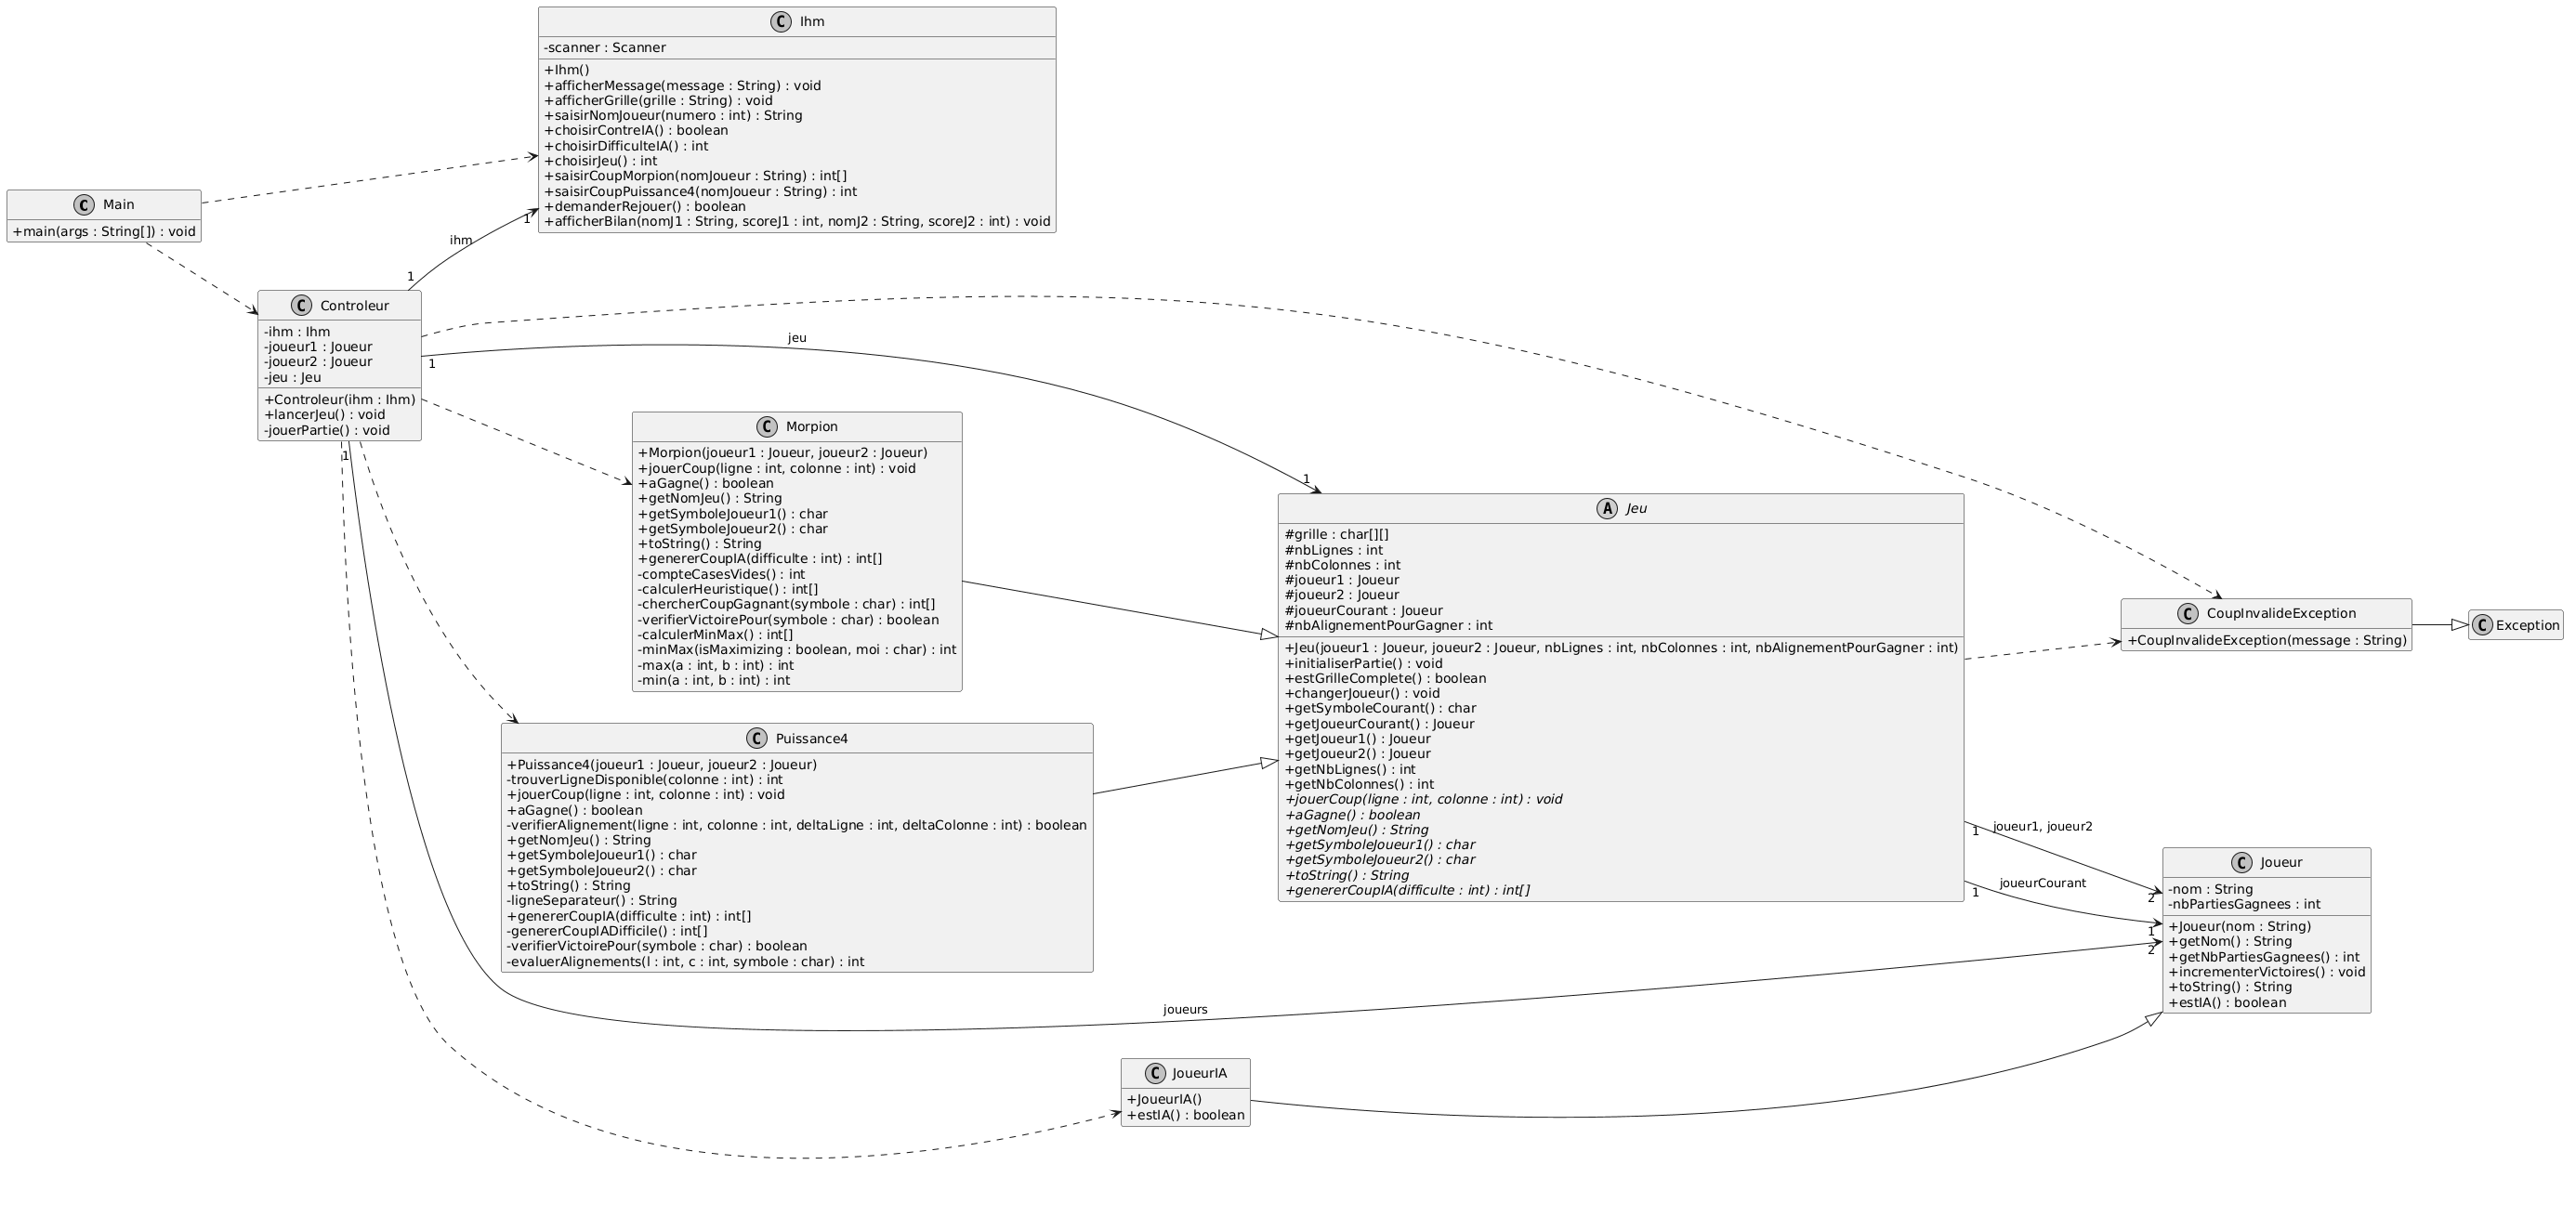 C Ihm
-scanner : Scanner
+Ihm()
+afficherMessage(message : String) : void
+afficherGrille(grille : String) : void
+saisirNomJoueur(numero : int) : String
+choisirContreIA() : boolean
+choisirDifficulteIA() : int
+choisirJeu() : int
+saisirCoupMorpion(nomJoueur : String) : int[]
+saisirCoupPuissance4(nomJoueur : String) : int
+demanderRejouer() : boolean
+afficherBilan(nomJ1 : String, scoreJ1 : int, nomJ2 : String, scoreJ2 : int) : void
C Main
+main(args : String[]) : void
1
ihm
1
C Controleur
-ihm : Ihm
-joueur1 : Joueur
-joueur2 : Joueur
-jeu : Jeu
+Controleur(ihm : Ihm)
+lancerJeu() : void
-jouerPartie() : void
jeu
1
1
1
C Morpion
+Morpion(joueur1 : Joueur, joueur2 : Joueur)
+jouerCoup(ligne : int, colonne : int) : void
+aGagne() : boolean
+getNomJeu() : String
+getSymboleJoueur1() : char
+getSymboleJoueur2() : char
+toString() : String
+genererCoupIA(difficulte : int) : int[]
-compteCasesVides() : int
-calculerHeuristique() : int[]
-chercherCoupGagnant(symbole : char) : int[]
-verifierVictoirePour(symbole : char) : boolean
-calculerMinMax() : int[]
-minMax(isMaximizing : boolean, moi : char) : int
-max(a : int, b : int) : int
-min(a : int, b : int) : int
A Jeu
#grille : char[][]
#nbLignes : int
#nbColonnes : int
#joueur1 : Joueur
#joueur2 : Joueur
#joueurCourant : Joueur
#nbAlignementPourGagner : int
+Jeu(joueur1 : Joueur, joueur2 : Joueur, nbLignes : int, nbColonnes : int, nbAlignementPourGagner : int)
+initialiserPartie() : void
+estGrilleComplete() : boolean
+changerJoueur() : void
+getSymboleCourant() : char
+getJoueurCourant() : Joueur
+getJoueur1() : Joueur
+getJoueur2() : Joueur
+getNbLignes() : int
+getNbColonnes() : int
+jouerCoup(ligne : int, colonne : int) : void
+aGagne() : boolean
+getNomJeu() : String
+getSymboleJoueur1() : char
+getSymboleJoueur2() : char
+toString() : String
+genererCoupIA(difficulte : int) : int[]
C CoupInvalideException
+CoupInvalideException(message : String)
C Exception
C Puissance4
+Puissance4(joueur1 : Joueur, joueur2 : Joueur)
-trouverLigneDisponible(colonne : int) : int
+jouerCoup(ligne : int, colonne : int) : void
+aGagne() : boolean
-verifierAlignement(ligne : int, colonne : int, deltaLigne : int, deltaColonne : int) : boolean
+getNomJeu() : String
+getSymboleJoueur1() : char
+getSymboleJoueur2() : char
+toString() : String
-ligneSeparateur() : String
+genererCoupIA(difficulte : int) : int[]
-genererCoupIADifficile() : int[]
-verifierVictoirePour(symbole : char) : boolean
-evaluerAlignements(l : int, c : int, symbole : char) : int
1
joueur1, joueur2
2
1
joueurCourant
1
2
joueurs
C Joueur
-nom : String
-nbPartiesGagnees : int
+Joueur(nom : String)
+getNom() : String
+getNbPartiesGagnees() : int
+incrementerVictoires() : void
+toString() : String
+estIA() : boolean
C JoueurIA
+JoueurIA()
+estIA() : boolean